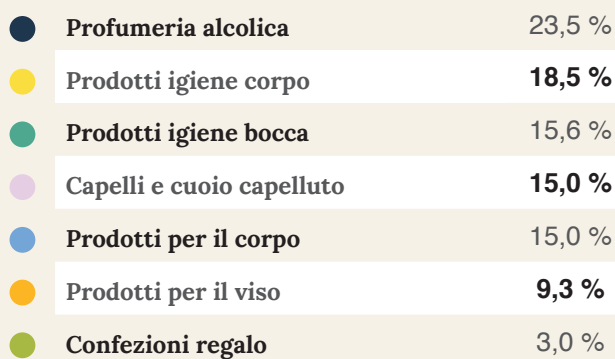 Profumeria alcolica 23,5 %
Prodotti igiene corpo 18,5 %
Prodotti igiene bocca 15,6 %
Capelli e cuoio capelluto 15,0 %
Prodotti per il corpo 15,0 %
Prodotti per il viso 9,3 %
Confezioni regalo 3,0 %